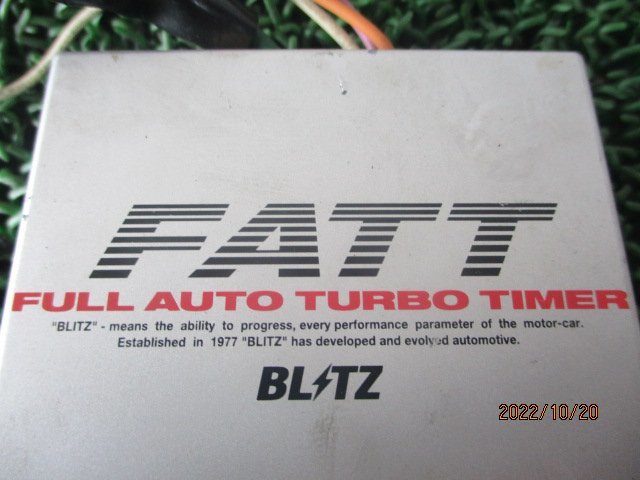 FATT
FULL AUTO TURBO TIMER
"BLITZ" - means the ability to progress, every performance parameter of the motor-car.
Established in 1977 "BLITZ" has developed and evolved automotive.
BLITZ
2022/10/20